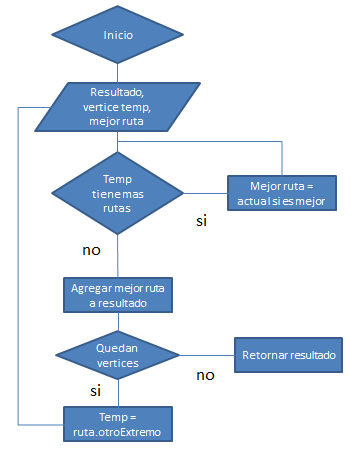 Inicio
Resultado,
vertice temp,
mejor ruta
Temp
tiene mas
rutas
si
Mejor ruta =
actual si es mejor
no
Agregar mejor ruta
a resultado
Quedan
vertices
no
Retornar resultado
si
Temp =
ruta.otroExtremo